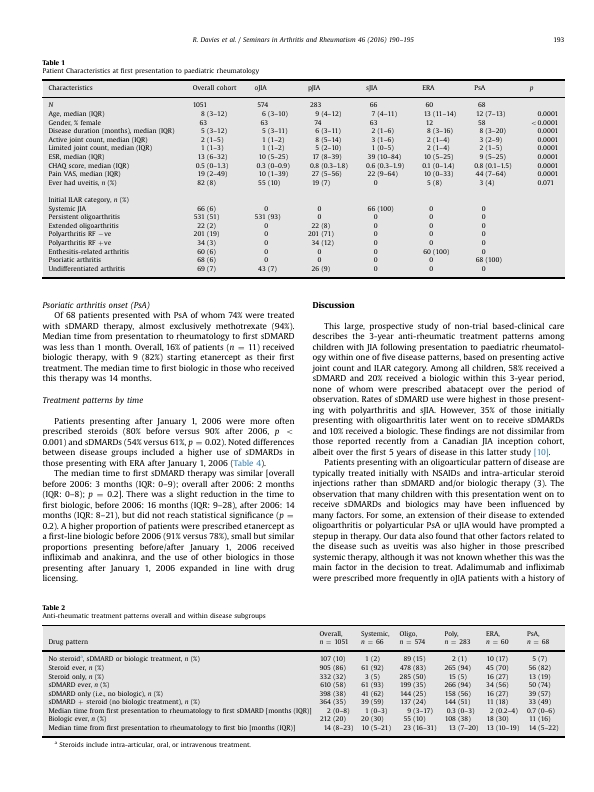 R. Davies et al. / Seminars in Arthritis and Rheumatism 46 (2016) 190–195 193
Table 1
Patient Characteristics at first presentation to paediatric rheumatology
Characteristics Overall cohort oJIA pJIA sJIA ERA PsA p
N 1051 574 283 66 60 68
Age, median (IQR) 8 (3–12) 6 (3–10) 9 (4–12) 7 (4–11) 13 (11–14) 12 (7–13) 0.0001
Gender, % female 63 63 74 63 12 58 <0.0001
Disease duration (months), median (IQR) 5 (3–12) 5 (3–11) 6 (3–11) 2 (1–6) 8 (3–16) 8 (3–20) 0.0001
Active joint count, median (IQR) 2 (1–5) 1 (1–2) 8 (5–14) 3 (1–6) 2 (1–4) 3 (2–9) 0.0001
Limited joint count, median (IQR) 1 (1–3) 1 (1–2) 5 (2–10) 1 (0–5) 2 (1–4) 2 (1–5) 0.0001
ESR, median (IQR) 13 (6–32) 10 (5–25) 17 (8–39) 39 (10–84) 10 (5–25) 9 (5–25) 0.0001
CHAQ score, median (IQR) 0.5 (0–1.3) 0.3 (0–0.9) 0.8 (0.3–1.8) 0.6 (0.3–1.9) 0.1 (0–1.4) 0.8 (0.1–1.5) 0.0001
Pain VAS, median (IQR) 19 (2–49) 10 (1–39) 27 (5–56) 22 (9–64) 10 (0–33) 44 (7–64) 0.0001
Ever had uveitis, n (%) 82 (8) 55 (10) 19 (7) 0 5 (8) 3 (4) 0.071
Initial ILAR category, n (%)
Systemic JIA 66 (6) 0 0 66 (100) 0 0
Persistent oligoarthritis 531 (51) 531 (93) 0 0 0 0
Extended oligoarthritis 22 (2) 0 22 (8) 0 0 0
Polyarthritis RF −ve 201 (19) 0 201 (71) 0 0 0
Polyarthritis RF +ve 34 (3) 0 34 (12) 0 0 0
Enthesitis-related arthritis 60 (6) 0 0 0 60 (100) 0
Psoriatic arthritis 68 (6) 0 0 0 0 68 (100)
Undifferentiated arthritis 69 (7) 43 (7) 26 (9) 0 0 0
Psoriatic arthritis onset (PsA)
Of 68 patients presented with PsA of whom 74% were treated
with sDMARD therapy, almost exclusively methotrexate (94%).
Median time from presentation to rheumatology to first sDMARD
was less than 1 month. Overall, 16% of patients (n = 11) received
biologic therapy, with 9 (82%) starting etanercept as their first
treatment. The median time to first biologic in those who received
this therapy was 14 months.
Treatment patterns by time
Patients presenting after January 1, 2006 were more often
prescribed steroids (80% before versus 90% after 2006, p <
0.001) and sDMARDs (54% versus 61%, p = 0.02). Noted differences
between disease groups included a higher use of sDMARDs in
those presenting with ERA after January 1, 2006 (Table 4).
The median time to first sDMARD was similar [overall
before 2006: 3 months (IQR: 0–9); overall after 2006: 2 months
(IQR: 0–8); p = 0.2]. There was a slight reduction in the time to
first biologic, before 2006: 16 months (IQR: 9–28), after 2006: 14
months (IQR: 8–21), but did not reach statistical significance (p =
0.2). A higher proportion of patients were prescribed etanercept as
a first-line biologic before 2006 (91% versus 78%), small but similar
proportions presenting before/after January 1, 2006 received
infliximab and anakinra, and the use of other biologics in those
presenting after January 1, 2006 expanded in line with drug
licensing.
Discussion
This large, prospective study of non-trial based-clinical care
describes the 3-year anti-rheumatic treatment patterns among
children with JIA following presentation to paediatric rheumatol-
ogy within one of five disease patterns, based on presenting active
joint count and ILAR category. Among all children, 58% received a
sDMARD and 20% received a biologic within this 3-year period,
none of whom were prescribed abatacept over the period of
observation. Rates of sDMARD use were highest in those present-
ing with polyarthritis and sJIA. However, 35% of those initially
presenting with oligoarthritis later went on to receive sDMARDs
and 10% received a biologic. These findings are not dissimilar from
those reported recently from a Canadian JIA inception cohort,
albeit over the first 5 years of disease in this latter study [10].
Patients presenting with an oligoarticular pattern of disease are
typically treated initially with NSAIDs and intra-articular steroid
injections rather than sDMARD and/or biologic therapy (3). The
observation that many children with this presentation went on to
receive sDMARDs and biologics may have been influenced by
many factors. For some, an extension of their disease to extended
oligoarthritis or polyarticular PsA or uJIA would have prompted a
stepup in therapy. Our data also found that other factors related to
the disease such as uveitis was also higher in those prescribed
systemic therapy, although it was not known whether this was the
main factor in the decision to treat. Adalimumab and infliximab
were prescribed more frequently in oJIA patients with a history of
Table 2
Anti-rheumatic treatment patterns overall and within disease subgroups
Drug pattern Overall, n = 1051 Systemic, n = 66 Oligo, n = 574 Poly, n = 283 ERA, n = 60 PsA, n = 68
No steroidᵃ, sDMARD or biologic treatment, n (%) 107 (10) 1 (2) 89 (15) 2 (1) 10 (17) 5 (7)
Steroid ever, n (%) 905 (86) 61 (92) 478 (83) 265 (94) 45 (70) 56 (82)
Steroid only, n (%) 332 (32) 3 (5) 285 (50) 15 (5) 16 (27) 13 (19)
sDMARD ever, n (%) 610 (58) 61 (93) 199 (35) 266 (94) 34 (56) 50 (74)
sDMARD only (i.e., no biologic), n (%) 398 (38) 41 (62) 144 (25) 158 (56) 16 (27) 39 (57)
sDMARD + steroid (no biologic treatment), n (%) 364 (35) 39 (59) 137 (24) 144 (51) 11 (18) 33 (49)
Median time from first presentation to rheumatology to first sDMARD [months (IQR)] 2 (0–8) 1 (0–3) 9 (3–17) 0.3 (0–3) 2 (0.2–4) 0.7 (0–6)
Biologic ever, n (%) 212 (20) 20 (30) 55 (10) 108 (38) 18 (30) 11 (16)
Median time from first presentation to rheumatology to first bio [months (IQR)] 14 (8–23) 10 (5–21) 23 (16–31) 13 (7–20) 13 (10–19) 14 (5–22)
ᵃ Steroids include intra-articular, oral, or intravenous treatment.